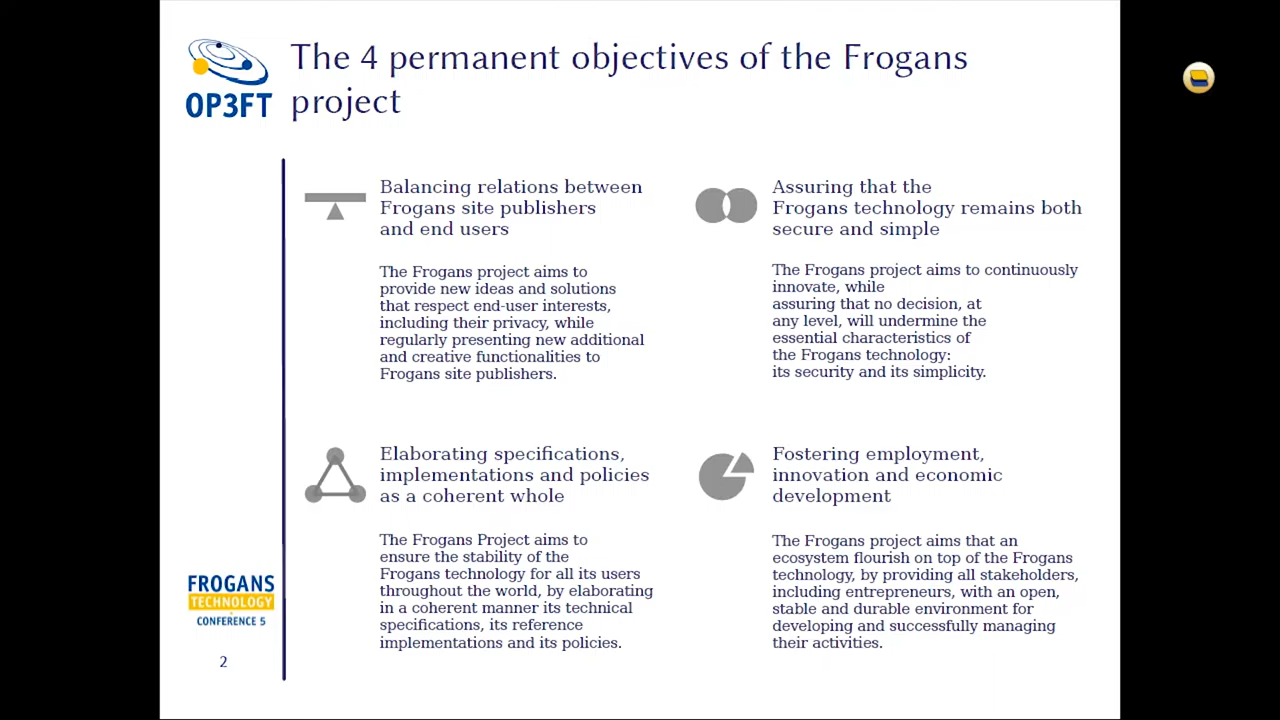 OP3FT
The 4 permanent objectives of the Frogans
project
Balancing relations between
Frogans site publishers
and end users
The Frogans project aims to
provide new ideas and solutions
that respect end-user interests,
including their privacy, while
regularly presenting new additional
and creative functionalities to
Frogans site publishers.
Assuring that the
Frogans technology remains both
secure and simple
The Frogans project aims to continuously
innovate, while
assuring that no decision, at
any level, will undermine the
essential characteristics of
the Frogans technology:
its security and its simplicity.
Elaborating specifications,
implementations and policies
as a coherent whole
The Frogans Project aims to
ensure the stability of the
Frogans technology for all its users
throughout the world, by elaborating
in a coherent manner its technical
specifications, its reference
implementations and its policies.
Fostering employment,
innovation and economic
development
The Frogans project aims that an
ecosystem flourish on top of the Frogans
technology, by providing all stakeholders,
including entrepreneurs, with an open,
stable and durable environment for
developing and successfully managing
their activities.
FROGANS
TECHNOLOGY
CONFERENCE 5
2